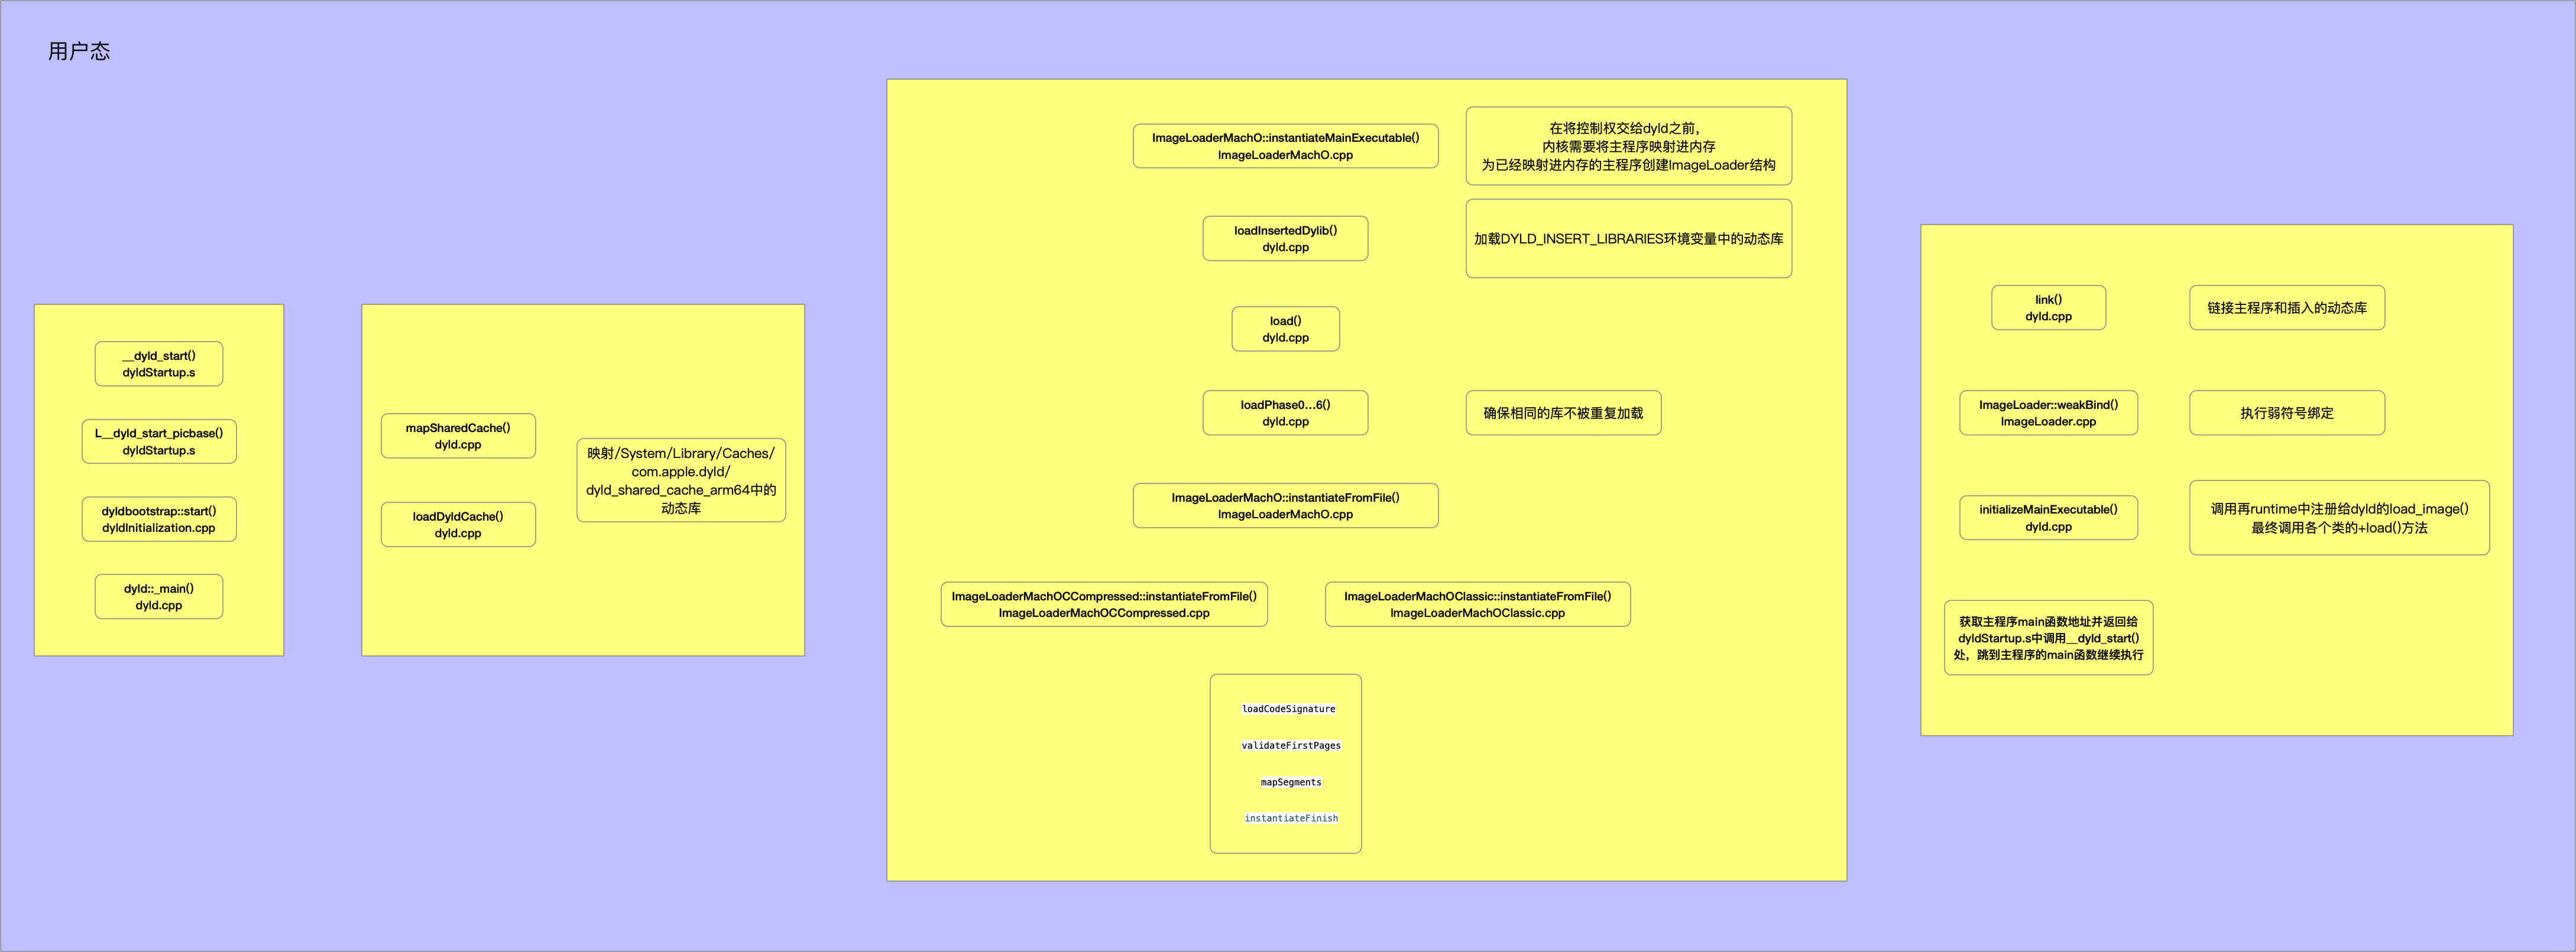 用户态
__dyld_start()
dyldStartup.s
L__dyld_start_picbase()
dyldStartup.s
dyldbootstrap::start()
dyldInitialization.cpp
dyld::_main()
dyld.cpp
mapSharedCache()
dyld.cpp
loadDyldCache()
dyld.cpp
映射/System/Library/Caches/
com.apple.dyld/
dyld_shared_cache_arm64中的
动态库
ImageLoaderMachO::instantiateMainExecutable()
ImageLoaderMachO.cpp
在将控制权交给dyld之前，
内核需要将主程序映射进内存
为已经映射进内存的主程序创建ImageLoader结构
loadInsertedDylib()
dyld.cpp
加载DYLD_INSERT_LIBRARIES环境变量中的动态库
load()
dyld.cpp
loadPhase0...6()
dyld.cpp
确保相同的库不被重复加载
ImageLoaderMachO::instantiateFromFile()
ImageLoaderMachO.cpp
ImageLoaderMachOCCompressed::instantiateFromFile()
ImageLoaderMachOCCompressed.cpp
ImageLoaderMachOClassic::instantiateFromFile()
ImageLoaderMachOClassic.cpp
loadCodeSignature
validateFirstPages
mapSegments
instantiateFinish
link()
dyld.cpp
链接主程序和插入的动态库
ImageLoader::weakBind()
ImageLoader.cpp
执行弱符号绑定
initializeMainExecutable()
dyld.cpp
调用再runtime中注册给dyld的load_image()
最终调用各个类的+load()方法
获取主程序main函数地址并返回给
dyldStartup.s中调用__dyld_start()
处，跳到主程序的main函数继续执行